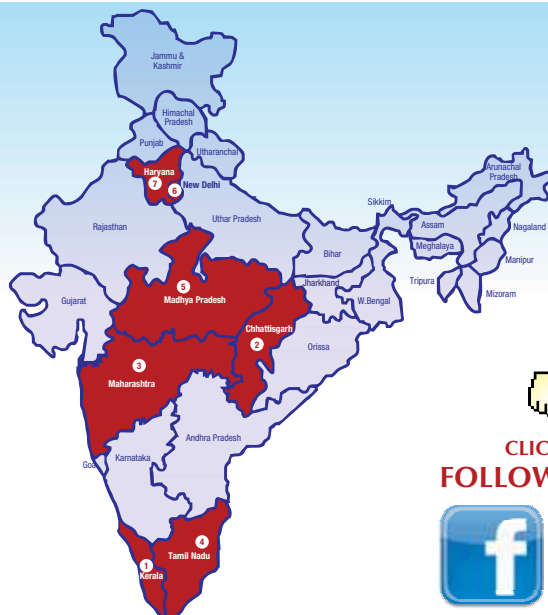 Jammu &
Kashmir
Himachal
Pradesh
Punjab
Utharanchal
Haryana
7
6
New Delhi
Rajasthan
Uthar Pradesh
Sikkim
Arunachal
Pradesh
Assam
Nagaland
Meghalaya
Manipur
Tripura
Mizoram
Bihar
Jharkhand
W.Bengal
Gujarat
5
Madhya Pradesh
Chhattisgarh
2
Orissa
3
Maharashtra
Andhra Pradesh
Goa
Karnataka
4
Tamil Nadu
1
Kerala
FOLLOW
f